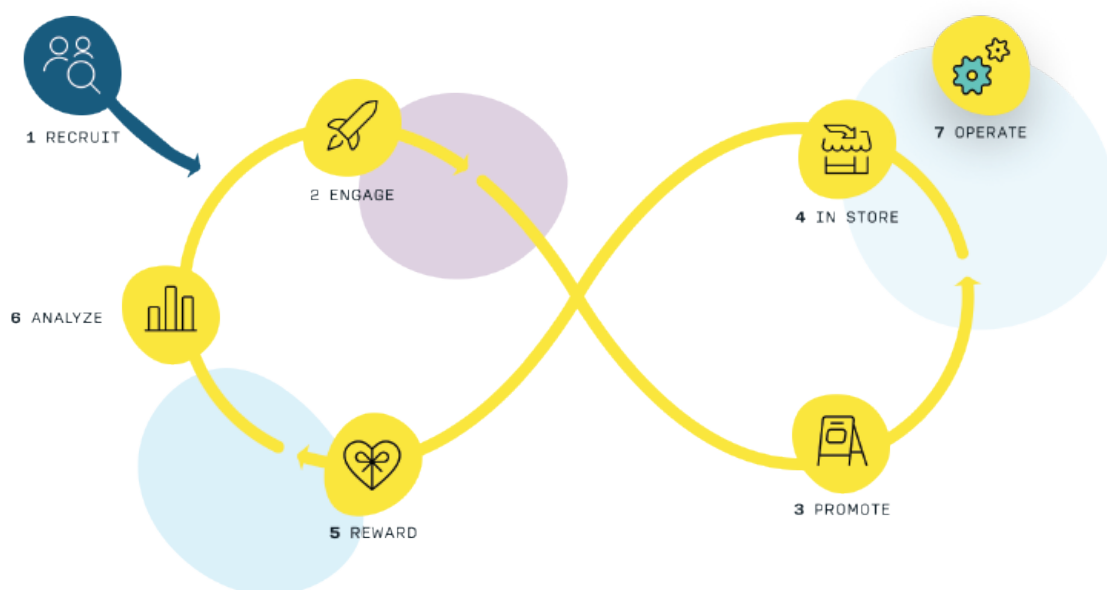 1 RECRUIT
2 ENGAGE
3 PROMOTE
4 IN STORE
5 REWARD
6 ANALYZE
7 OPERATE